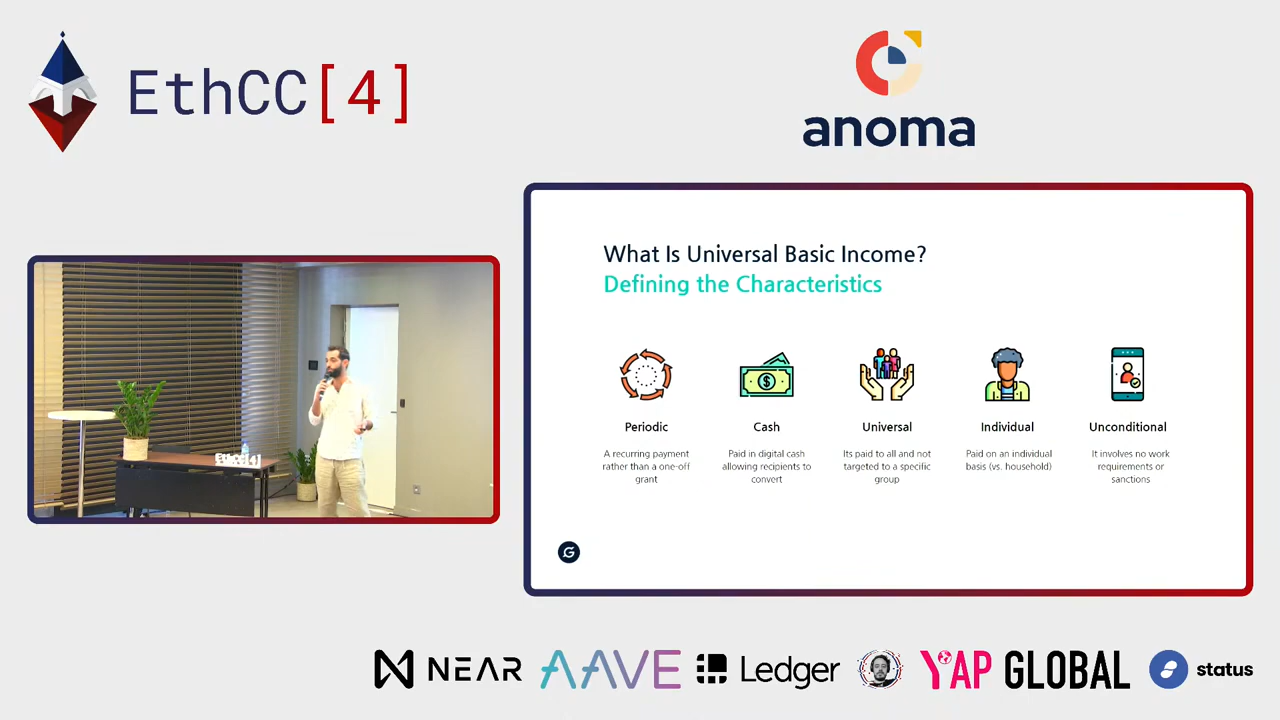 EthCC[4]
anoma
What Is Universal Basic Income?
Defining the Characteristics
Periodic
A recurring payment
rather than a one-off
grant
Cash
Paid in digital cash
allowing recipients to
convert
Universal
Its paid to all and not
targeted to a specific
group
Individual
Paid on an individual
basis (vs. household)
Unconditional
It involves no work
requirements or
sanctions
NEAR
AAVE
Ledger
YAP GLOBAL
status